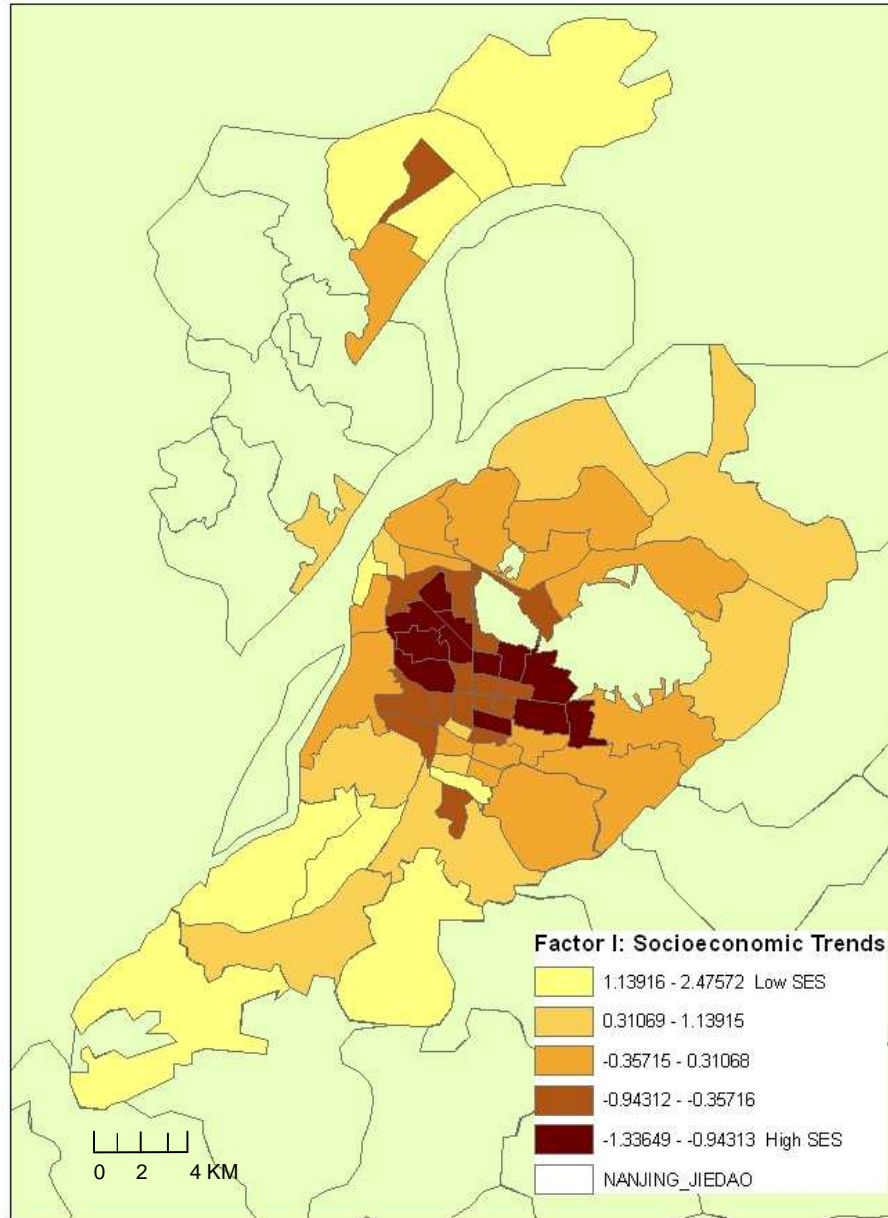 Factor I: Socioeconomic Trends
1.13916 - 2.47572 Low SES
0.31069 - 1.13915
-0.35715 - 0.31068
-0.94312 - -0.35716
-1.33649 - -0.94313 High SES
NANJING_JIEDAO
0 2 4 KM